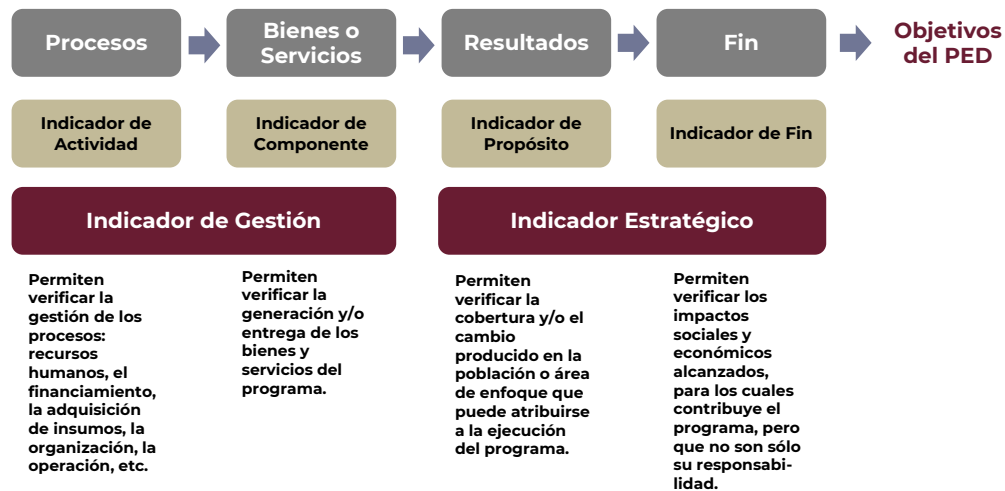 Procesos
Bienes o
Servicios
Resultados
Fin
Objetivos
del PED
Indicador de
Actividad
Indicador de
Componente
Indicador de
Propósito
Indicador de Fin
Indicador de Gestión
Indicador Estratégico
Permiten
verificar la
gestión de los
procesos:
recursos
humanos, el
financiamiento,
la adquisición
de insumos, la
organización, la
operación, etc.
Permiten
verificar la
generación y/o
entrega de los
bienes y
servicios del
programa.
Permiten
verificar la
cobertura y/o el
cambio
producido en la
población o área
de enfoque que
puede atribuirse
a la ejecución
del programa.
Permiten
verificar los
impactos
sociales y
económicos
alcanzados,
para los cuales
contribuye el
programa, pero
que no son sólo
su responsabi-
lidad.